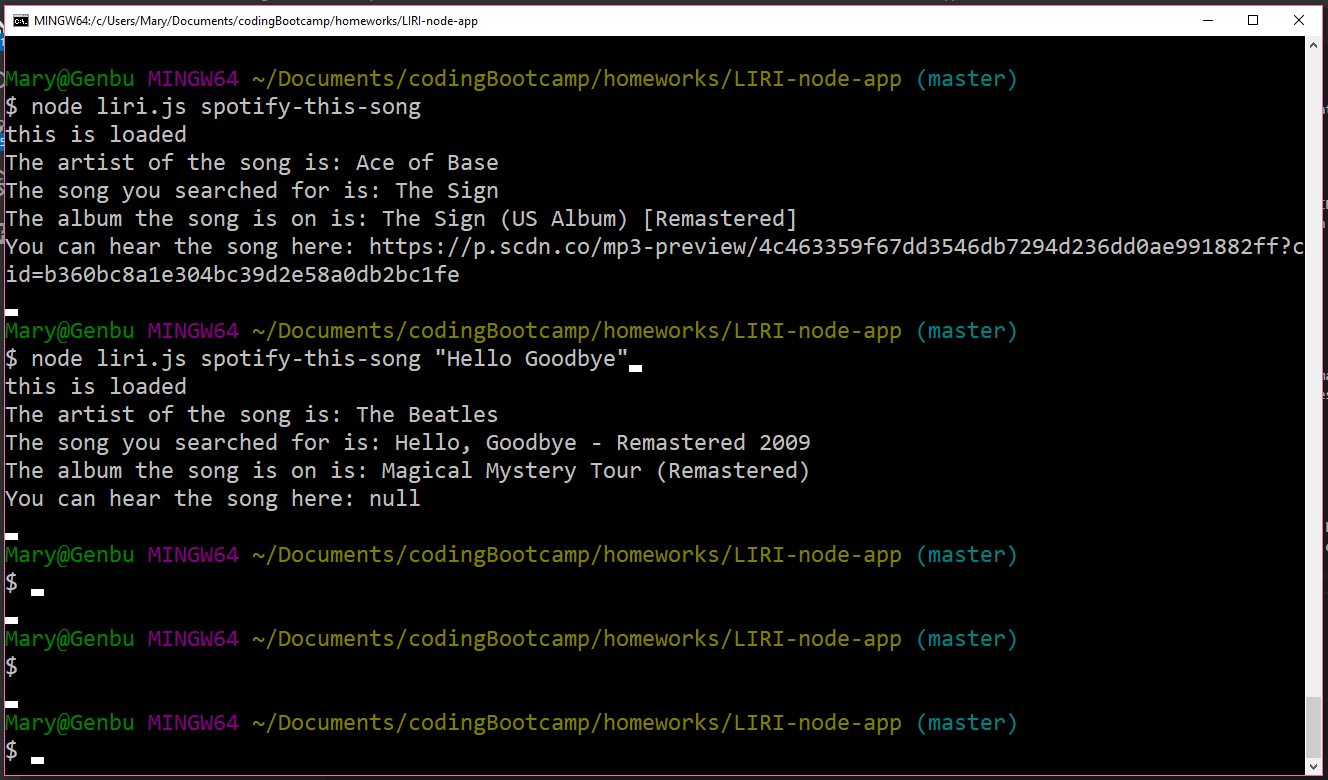 MINGW64:/c/Users/Mary/Documents/codingBootcamp/homeworks/LIRI-node-app
Mary@Genbu MINGW64 ~/Documents/codingBootcamp/homeworks/LIRI-node-app (master)
$ node liri.js spotify-this-song
this is loaded
The artist of the song is: Ace of Base
The song you searched for is: The Sign
The album the song is on is: The Sign (US Album) [Remastered]
You can hear the song here: https://p.scdn.co/mp3-preview/4c463359f67dd3546db7294d236dd0ae991882ff?c
id=b360bc8a1e304bc39d2e58a0db2bc1fe
Mary@Genbu MINGW64 ~/Documents/codingBootcamp/homeworks/LIRI-node-app (master)
$ node liri.js spotify-this-song "Hello Goodbye"
this is loaded
The artist of the song is: The Beatles
The song you searched for is: Hello, Goodbye - Remastered 2009
The album the song is on is: Magical Mystery Tour (Remastered)
You can hear the song here: null
Mary@Genbu MINGW64 ~/Documents/codingBootcamp/homeworks/LIRI-node-app (master)
$
Mary@Genbu MINGW64 ~/Documents/codingBootcamp/homeworks/LIRI-node-app (master)
$
Mary@Genbu MINGW64 ~/Documents/codingBootcamp/homeworks/LIRI-node-app (master)
$